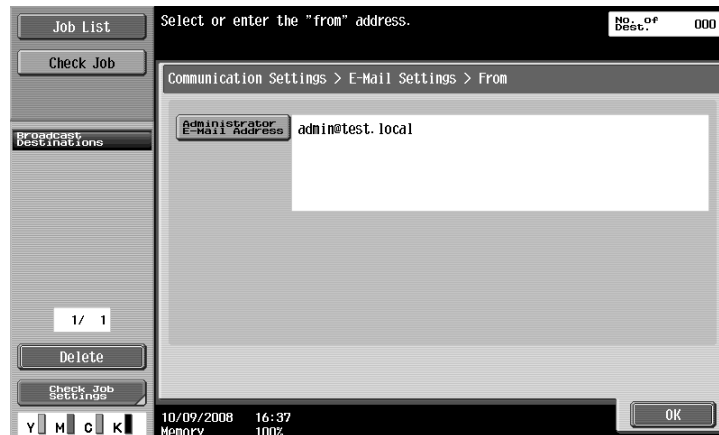 Job List
Check Job
Broadcast
Destinations
1/ 1
Delete
Check Job
Settings
Y M C K
Select or enter the "from" address.
No. of
Dest.
000
Communication Settings > E-Mail Settings > From
Administrator
E-Mail Address
admin@test.local
OK
10/09/2008 16:37
Memory 100%